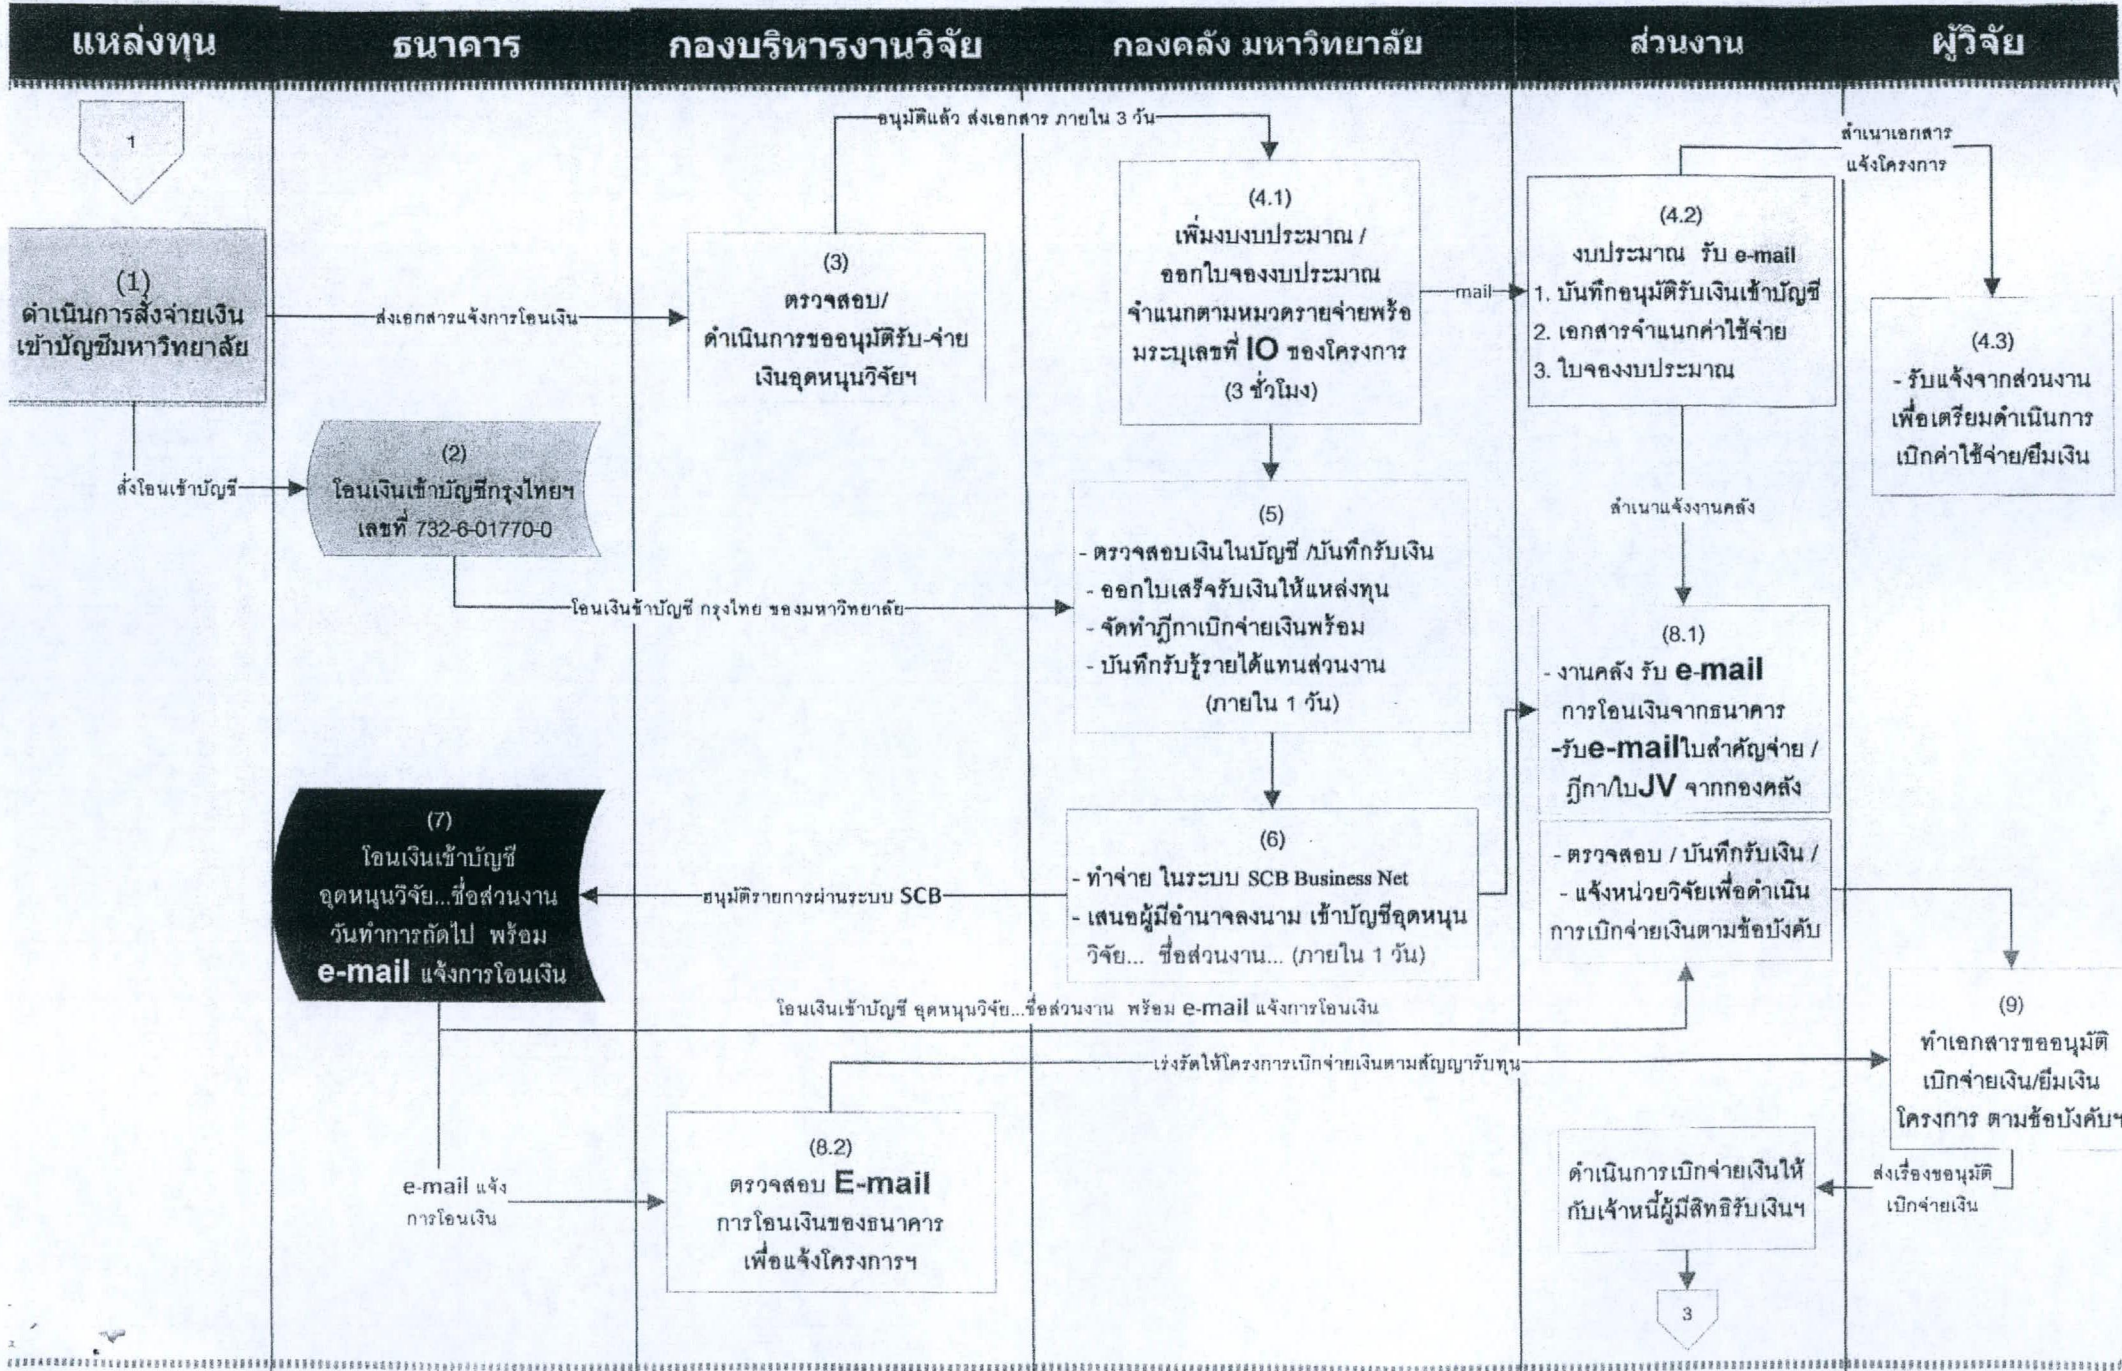 แหล่งทุน
ธนาคาร
กองบริหารงานวิจัย
กองคลัง มหาวิทยาลัย
ส่วนงาน
ผู้วิจัย
1
(1)
ดำเนินการสั่งจ่ายเงิน
เข้าบัญชีมหาวิทยาลัย
ส่งเอกสารแจ้งการโอนเงิน
สั่งโอนเข้าบัญชี
(2)
โอนเงินเข้าบัญชีกรุงไทยฯ
เลขที่ 732-6-01770-0
(3)
ตรวจสอบ/
ดำเนินการขออนุมัติรับ-จ่าย
เงินอุดหนุนวิจัยฯ
อนุมัติแล้ว ส่งเอกสาร ภายใน 3 วัน
(4.1)
เพิ่มงบงบประมาณ /
ออกใบจองงบประมาณ
จำแนกตามหมวดรายจ่ายพร้อ
มระบุเลขที่ IO ของโครงการ
(3 ชั่วโมง)
mail
(4.2)
งบประมาณ รับ e-mail
1. บันทึกอนุมัติรับเงินเข้าบัญชี
2. เอกสารจำแนกค่าใช้จ่าย
3. ใบจองงบประมาณ
สำเนาเอกสาร
แจ้งโครงการ
(4.3)
- รับแจ้งจากส่วนงาน
เพื่อเตรียมดำเนินการ
เบิกค่าใช้จ่าย/ยืมเงิน
สำเนาแจ้งงานคลัง
โอนเงินข้าบัญชี กรุงไทย ของมหาวิทยาลัย
(5)
- ตรวจสอบเงินในบัญชี /บันทึกรับเงิน
- ออกใบเสร็จรับเงินให้แหล่งทุน
- จัดทำฎีกาเบิกจ่ายเงินพร้อม
- บันทึกรับรู้รายได้แทนส่วนงาน
(ภายใน 1 วัน)
(6)
- ทำจ่าย ในระบบ SCB Business Net
- เสนอผู้มีอำนาจลงนาม เข้าบัญชีอุดหนุน
วิจัย... ชื่อส่วนงาน... (ภายใน 1 วัน)
อนุมัติรายการผ่านระบบ SCB
(7)
โอนเงินเข้าบัญชี
อุดหนุนวิจัย...ชื่อส่วนงาน
วันทำการถัดไป พร้อม
e-mail แจ้งการโอนเงิน
(8.1)
- งานคลัง รับ e-mail
การโอนเงินจากธนาคาร
-รับe-mailใบสำคัญจ่าย /
ฎีกา/ใบJV จากกองคลัง
- ตรวจสอบ / บันทึกรับเงิน /
- แจ้งหน่วยวิจัยเพื่อดำเนิน
การเบิกจ่ายเงินตามข้อบังคับ
โอนเงินเข้าบัญชี อุดหนุนวิจัย...ชื่อส่วนงาน พร้อม e-mail แจ้งการโอนเงิน
เร่งรัดให้โครงการเบิกจ่ายเงินตามสัญญารับทุน
e-mail แจ้ง
การโอนเงิน
(8.2)
ตรวจสอบ E-mail
การโอนเงินของธนาคาร
เพื่อแจ้งโครงการฯ
(9)
ทำเอกสารขออนุมัติ
เบิกจ่ายเงิน/ยืมเงิน
โครงการ ตามข้อบังคับฯ
ส่งเรื่องขออนุมัติ
เบิกจ่ายเงิน
ดำเนินการเบิกจ่ายเงินให้
กับเจ้าหนี้ผู้มีสิทธิรับเงินฯ
3